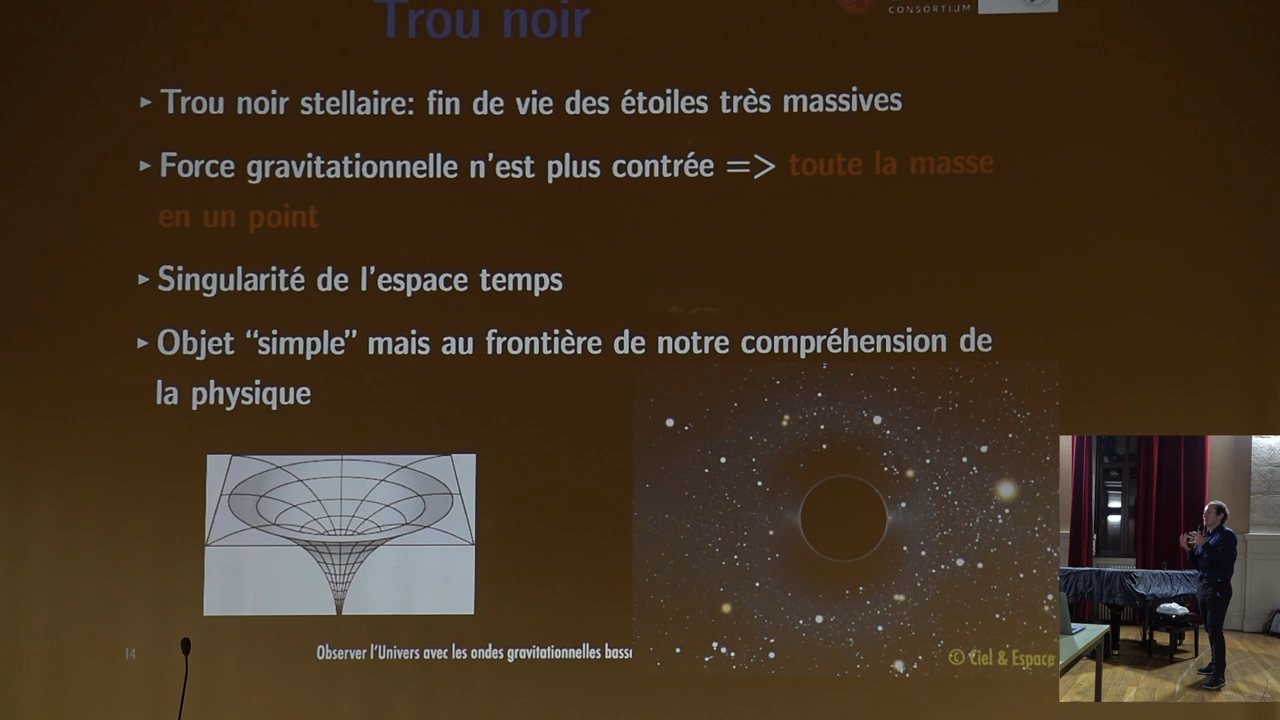 Trou noir
CONSORTIUM
▸ Trou noir stellaire: fin de vie des étoiles très massives
▸ Force gravitationnelle n'est plus contrée => toute la masse
en un point
▸ Singularité de l'espace temps
▸ Objet “simple” mais au frontière de notre compréhension de
la physique
14
Observer l'Univers avec les ondes gravitationnelles
© Ciel & Espace